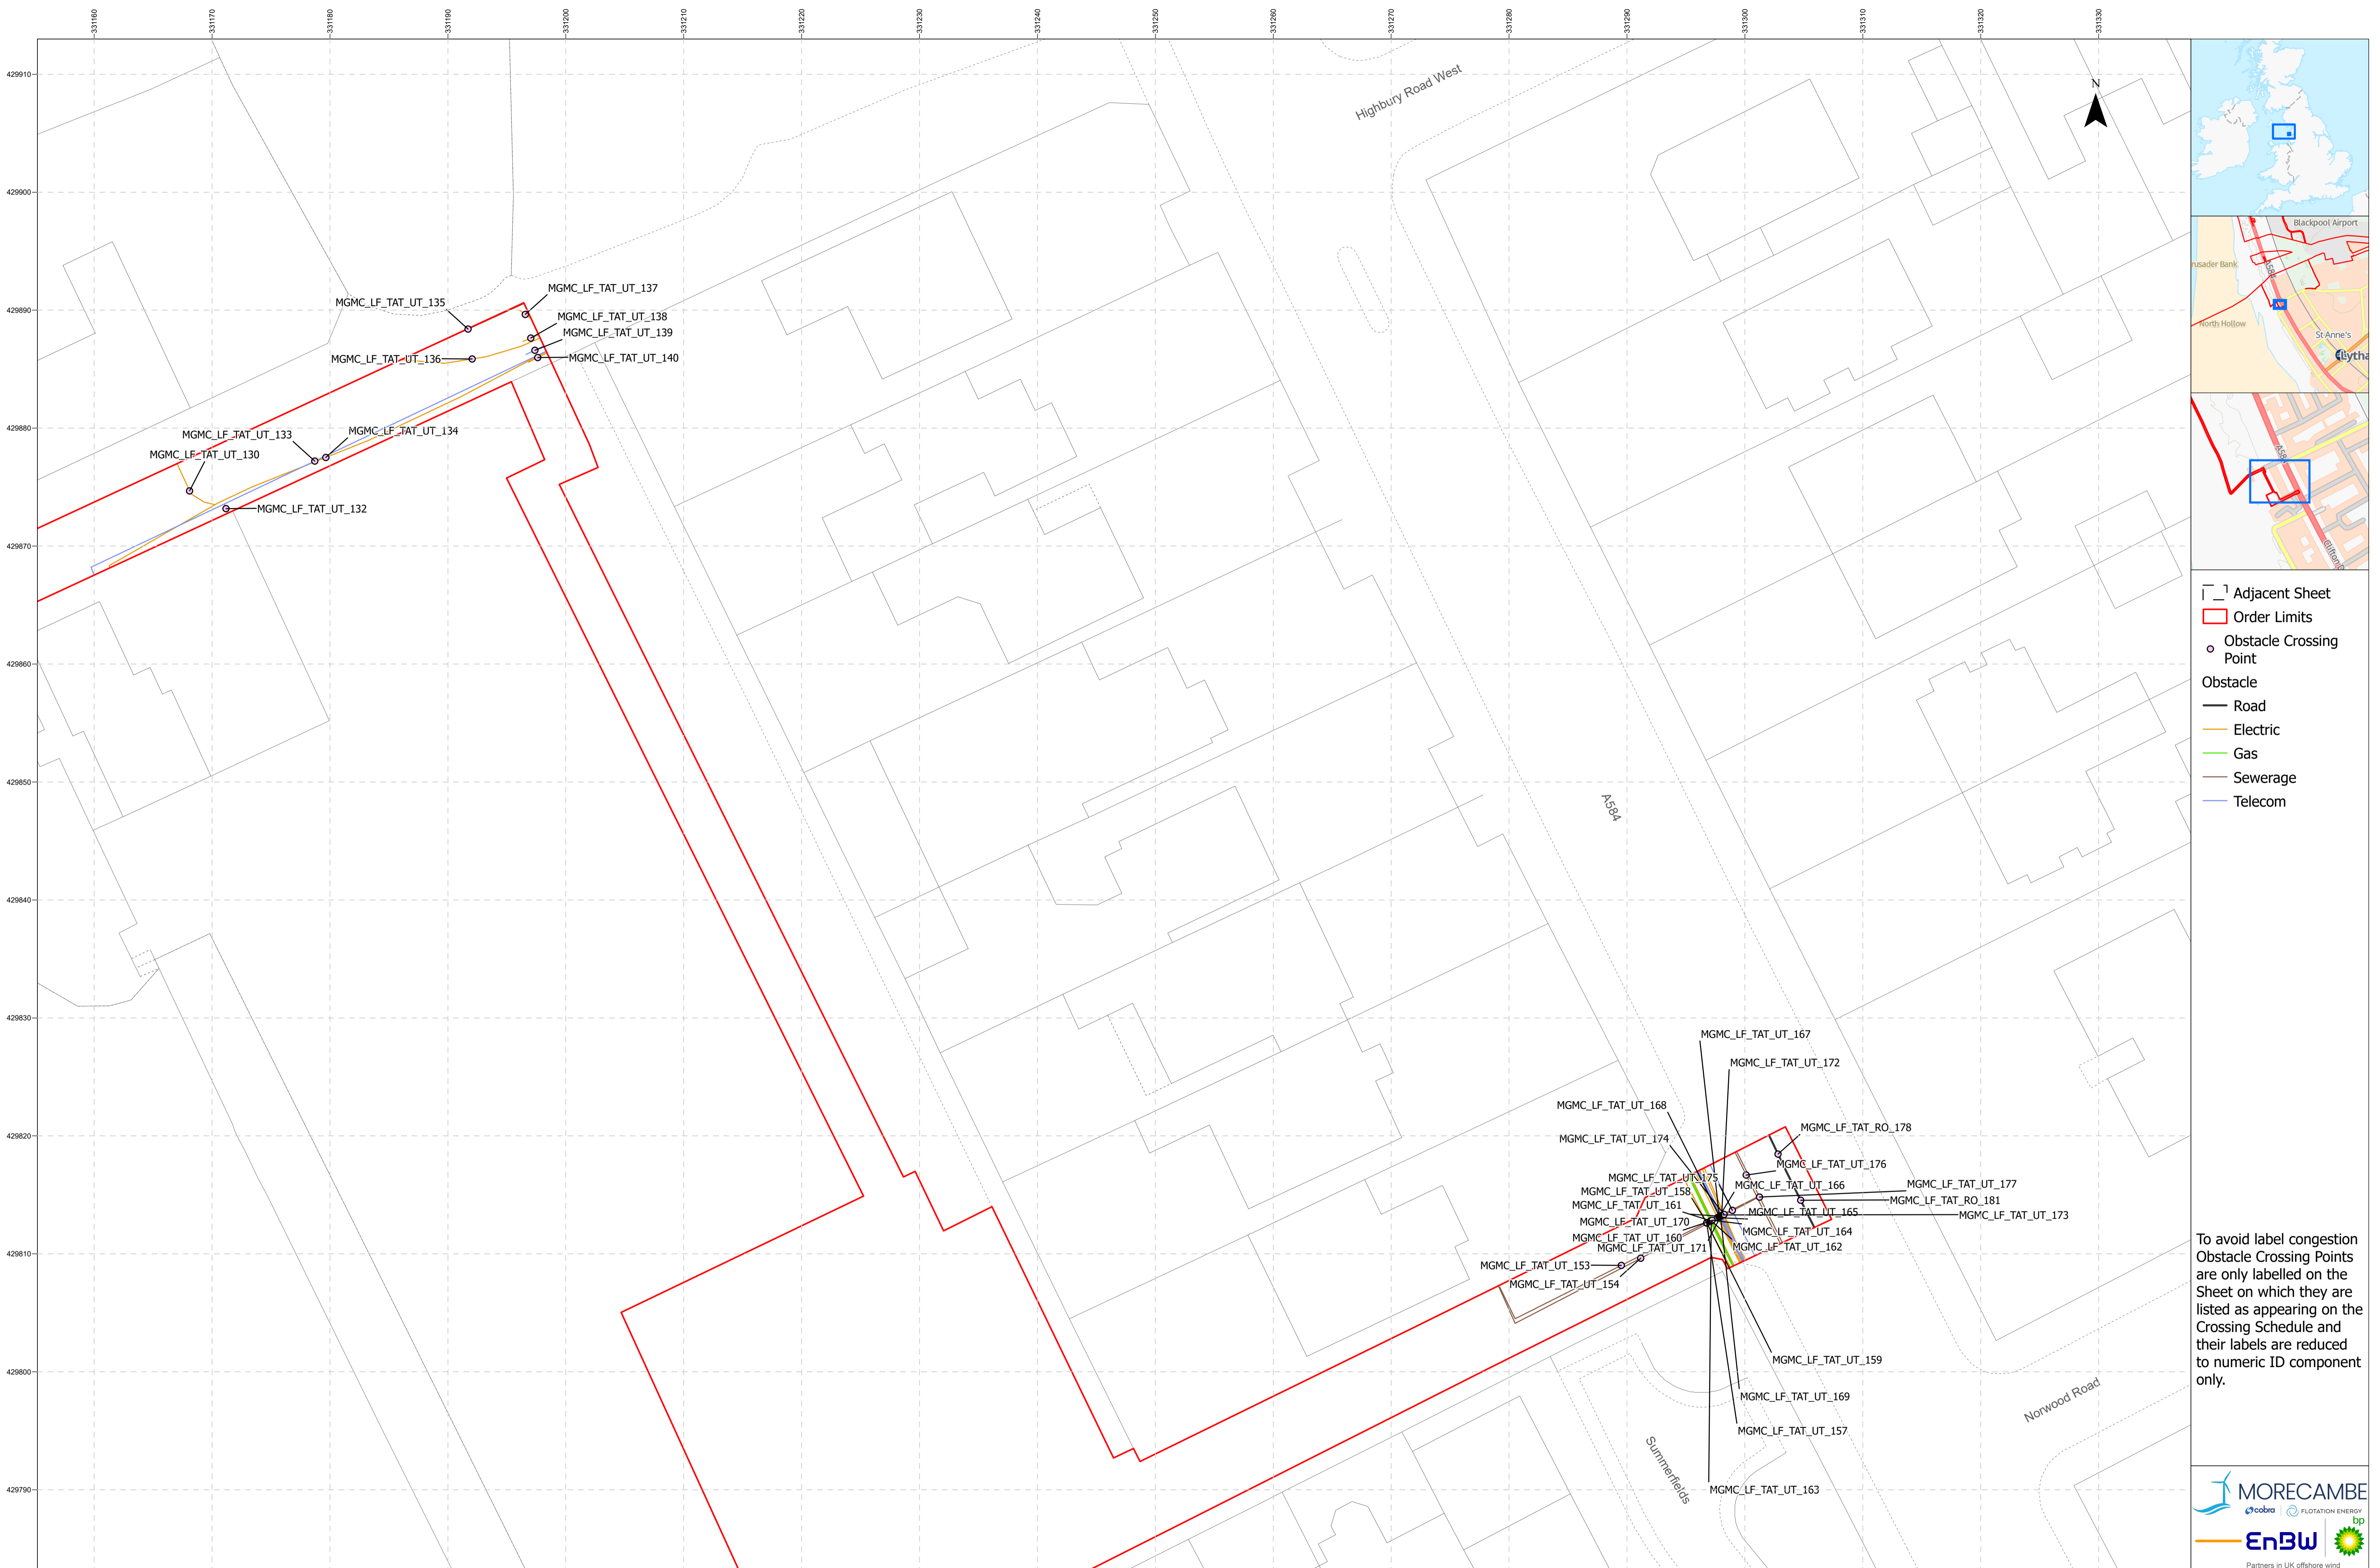 331160
331170
331180
331190
331200
331210
331220
331230
331240
331250
331260
331270
331280
331290
331300
331310
331320
331330
429910
429900
429890
429880
429870
429860
429850
429840
429830
429820
429810
429800
429790
Highbury Road West
N
MGMC_LF_TAT_UT_137
MGMC_LF_TAT_UT_135
MGMC_LF_TAT_UT_138
MGMC_LF_TAT_UT_139
MGMC_LF_TAT_UT_136
MGMC_LF_TAT_UT_140
MGMC_LF_TAT_UT_133
MGMC_LF_TAT_UT_134
MGMC_LF_TAT_UT_130
MGMC_LF_TAT_UT_132
A584
MGMC_LF_TAT_UT_167
MGMC_LF_TAT_UT_172
MGMC_LF_TAT_UT_168
MGMC_LF_TAT_RO_178
MGMC_LF_TAT_UT_174
MGMC_LF_TAT_UT_176
MGMC_LF_TAT_UT_175
MGMC_LF_TAT_UT_166
MGMC_LF_TAT_UT_177
MGMC_LF_TAT_UT_158
MGMC_LF_TAT_RO_181
MGMC_LF_TAT_UT_161
MGMC_LF_TAT_UT_165
MGMC_LF_TAT_UT_173
MGMC_LF_TAT_UT_170
MGMC_LF_TAT_UT_164
MGMC_LF_TAT_UT_160
MGMC_LF_TAT_UT_171
MGMC_LF_TAT_UT_162
MGMC_LF_TAT_UT_153
MGMC_LF_TAT_UT_154
MGMC_LF_TAT_UT_159
MGMC_LF_TAT_UT_169
MGMC_LF_TAT_UT_157
MGMC_LF_TAT_UT_163
Norwood Road
Summerfields
Blackpool Airport
rusader Bank
A584
North Hollow
St Anne's
Lytha
A584
Clifton D
Adjacent Sheet
Order Limits
Obstacle Crossing
Point
Obstacle
Road
Electric
Gas
Sewerage
Telecom
To avoid label congestion
Obstacle Crossing Points
are only labelled on the
Sheet on which they are
listed as appearing on the
Crossing Schedule and
their labels are reduced
to numeric ID component
only.
MORECAMBE
cobra
FLOTATION ENERGY
EnBW
bp
Partners in UK offshore wind